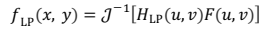 f_LP(x, y) = 𝒥⁻¹[H_LP(u,v)F(u,v)]